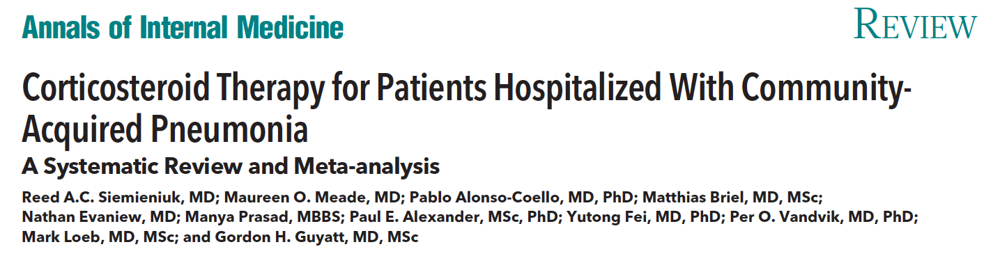 Annals of Internal Medicine
REVIEW
Corticosteroid Therapy for Patients Hospitalized With Community-
Acquired Pneumonia
A Systematic Review and Meta-analysis
Reed A.C. Siemieniuk, MD; Maureen O. Meade, MD; Pablo Alonso-Coello, MD, PhD; Matthias Briel, MD, MSc;
Nathan Evaniew, MD; Manya Prasad, MBBS; Paul E. Alexander, MSc, PhD; Yutong Fei, MD, PhD; Per O. Vandvik, MD, PhD;
Mark Loeb, MD, MSc; and Gordon H. Guyatt, MD, MSc